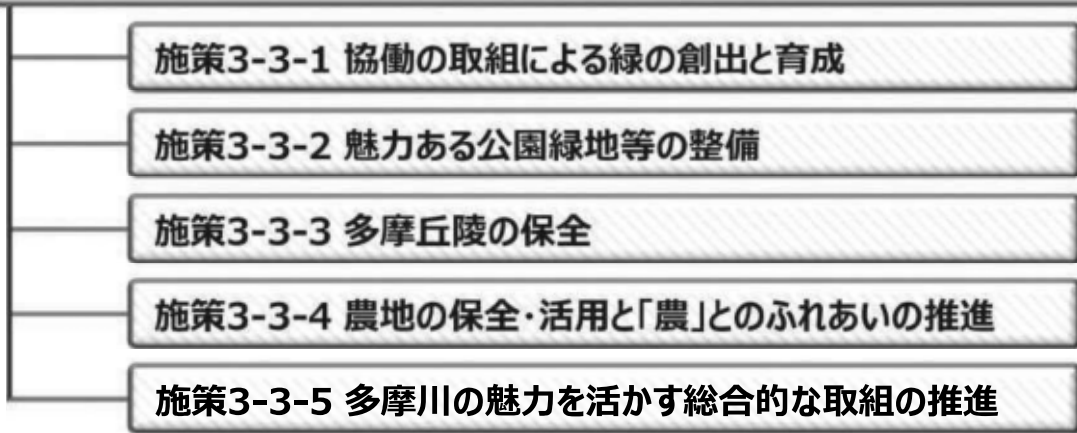 施策3-3-1 協働の取組による緑の創出と育成
施策3-3-2 魅力ある公園緑地等の整備
施策3-3-3 多摩丘陵の保全
施策3-3-4 農地の保全・活用と「農」とのふれあいの推進
施策3-3-5 多摩川の魅力を活かす総合的な取組の推進